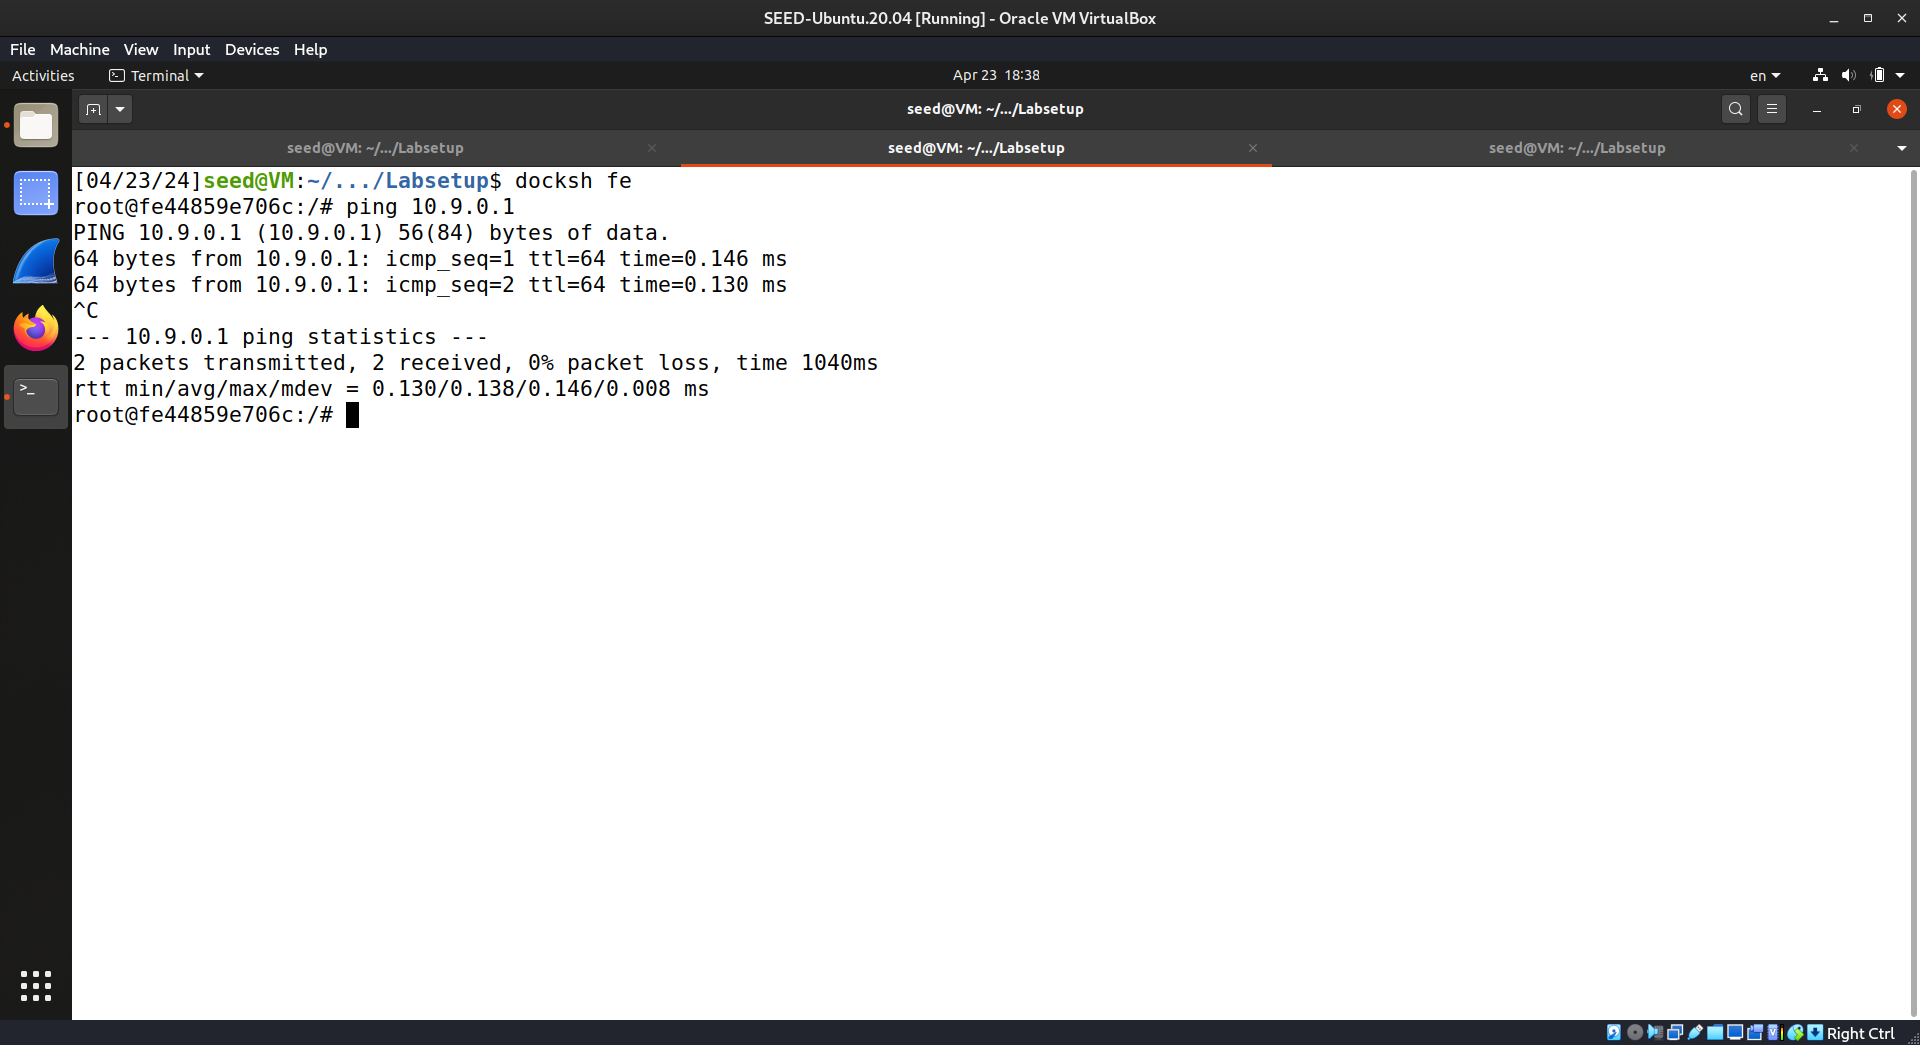 SEED-Ubuntu.20.04 [Running] - Oracle VM VirtualBox
File Machine View Input Devices Help
Activities Terminal Apr 23 18:38 en
seed@VM: ~/.../Labsetup
seed@VM: ~/.../Labsetup seed@VM: ~/.../Labsetup seed@VM: ~/.../Labsetup
[04/23/24]seed@VM:~/.../Labsetup$ docksh fe
root@fe44859e706c:/# ping 10.9.0.1
PING 10.9.0.1 (10.9.0.1) 56(84) bytes of data.
64 bytes from 10.9.0.1: icmp_seq=1 ttl=64 time=0.146 ms
64 bytes from 10.9.0.1: icmp_seq=2 ttl=64 time=0.130 ms
^C
--- 10.9.0.1 ping statistics ---
2 packets transmitted, 2 received, 0% packet loss, time 1040ms
rtt min/avg/max/mdev = 0.130/0.138/0.146/0.008 ms
root@fe44859e706c:/#
Right Ctrl